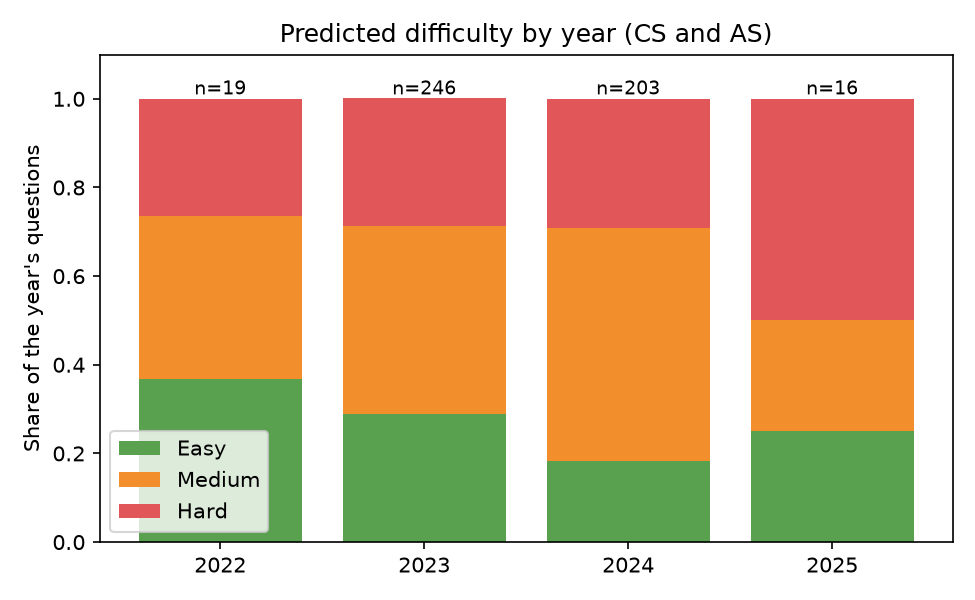 Predicted difficulty by year (CS and AS)
n=19
n=246
n=203
n=16
Share of the year's questions
1.0
0.8
0.6
0.4
0.2
0.0
Easy
Medium
Hard
2022
2023
2024
2025